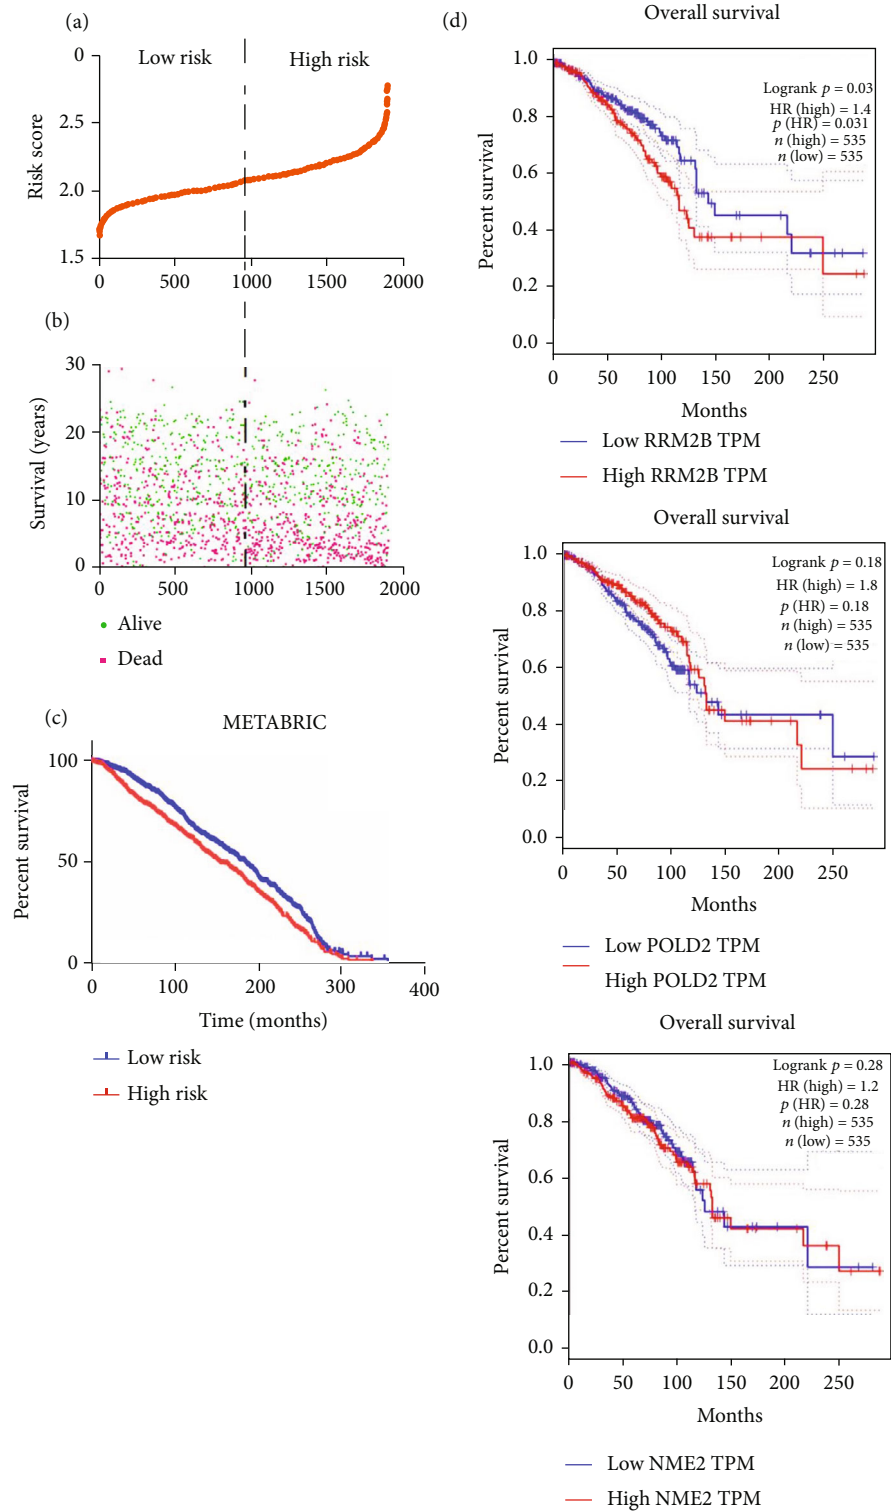 (a)
Low risk
High risk
Risk score
0
2.5
2.0
1.5
0
500
1000
1500
2000
(b)
Survival (years)
30
20
10
0
0
500
1000
1500
2000
Alive
Dead
(c)
METABRIC
Percent survival
100
50
0
0
100
200
300
400
Time (months)
Low risk
High risk
(d)
Overall survival
Percent survival
1.0
0.8
0.6
0.4
0.2
0.0
Logrank p = 0.03
HR (high) = 1.4
p (HR) = 0.031
n (high) = 535
n (low) = 535
0
50
100
150
200
250
Months
Low RRM2B TPM
High RRM2B TPM
Overall survival
Percent survival
1.0
0.8
0.6
0.4
0.2
0.0
Logrank p = 0.18
HR (high) = 1.8
p (HR) = 0.18
n (high) = 535
n (low) = 535
0
50
100
150
200
250
Months
Low POLD2 TPM
High POLD2 TPM
Overall survival
Percent survival
1.0
0.8
0.6
0.4
0.2
0.0
Logrank p = 0.28
HR (high) = 1.2
p (HR) = 0.28
n (high) = 535
n (low) = 535
0
50
100
150
200
250
Months
Low NME2 TPM
High NME2 TPM